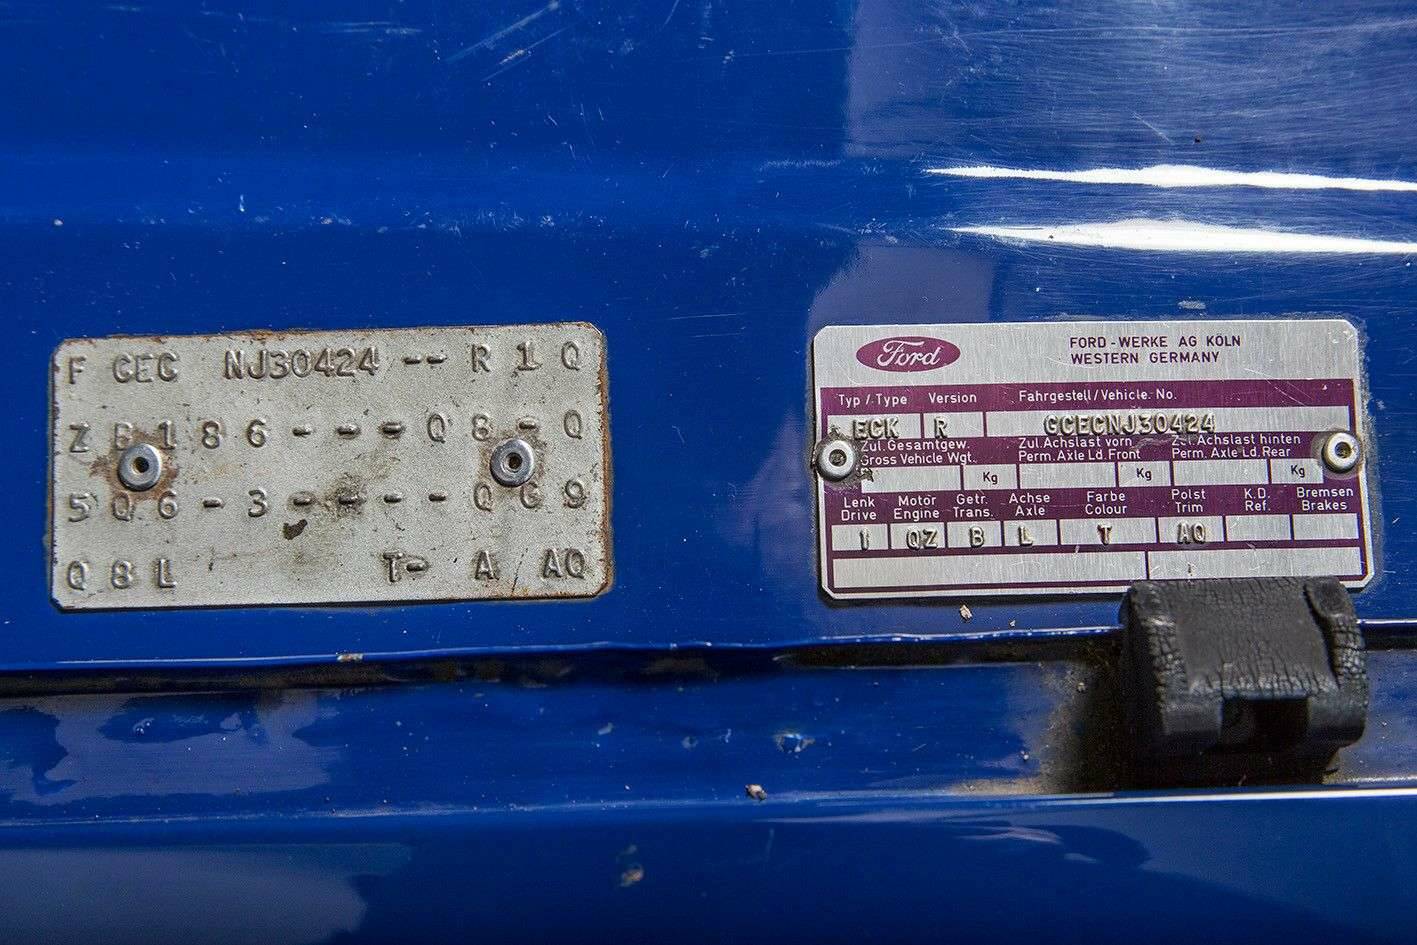 F CEC NJ30424 -- R 1 Q
Z B 1 8 6 - - - Q 8 - Q
5 Q 6 - 3 - - - - Q G 9
Q 8 L T- A AQ
Ford
FORD - WERKE AG KÖLN
WESTERN GERMANY
Typ / Type Version Fahrgestell / Vehicle. No.
ECK R GCECNJ30424
Zul. Gesamtgew. Zul. Achslast vorn Zul. Achslast hinten
Gross Vehicle Wgt. Perm. Axle Ld. Front Perm. Axle Ld. Rear
Kg Kg Kg
Lenk Motor Getr. Achse Farbe Polst K.D. Bremsen
Drive Engine Trans. Axle Colour Trim Ref. Brakes
1 QZ B L T AQ